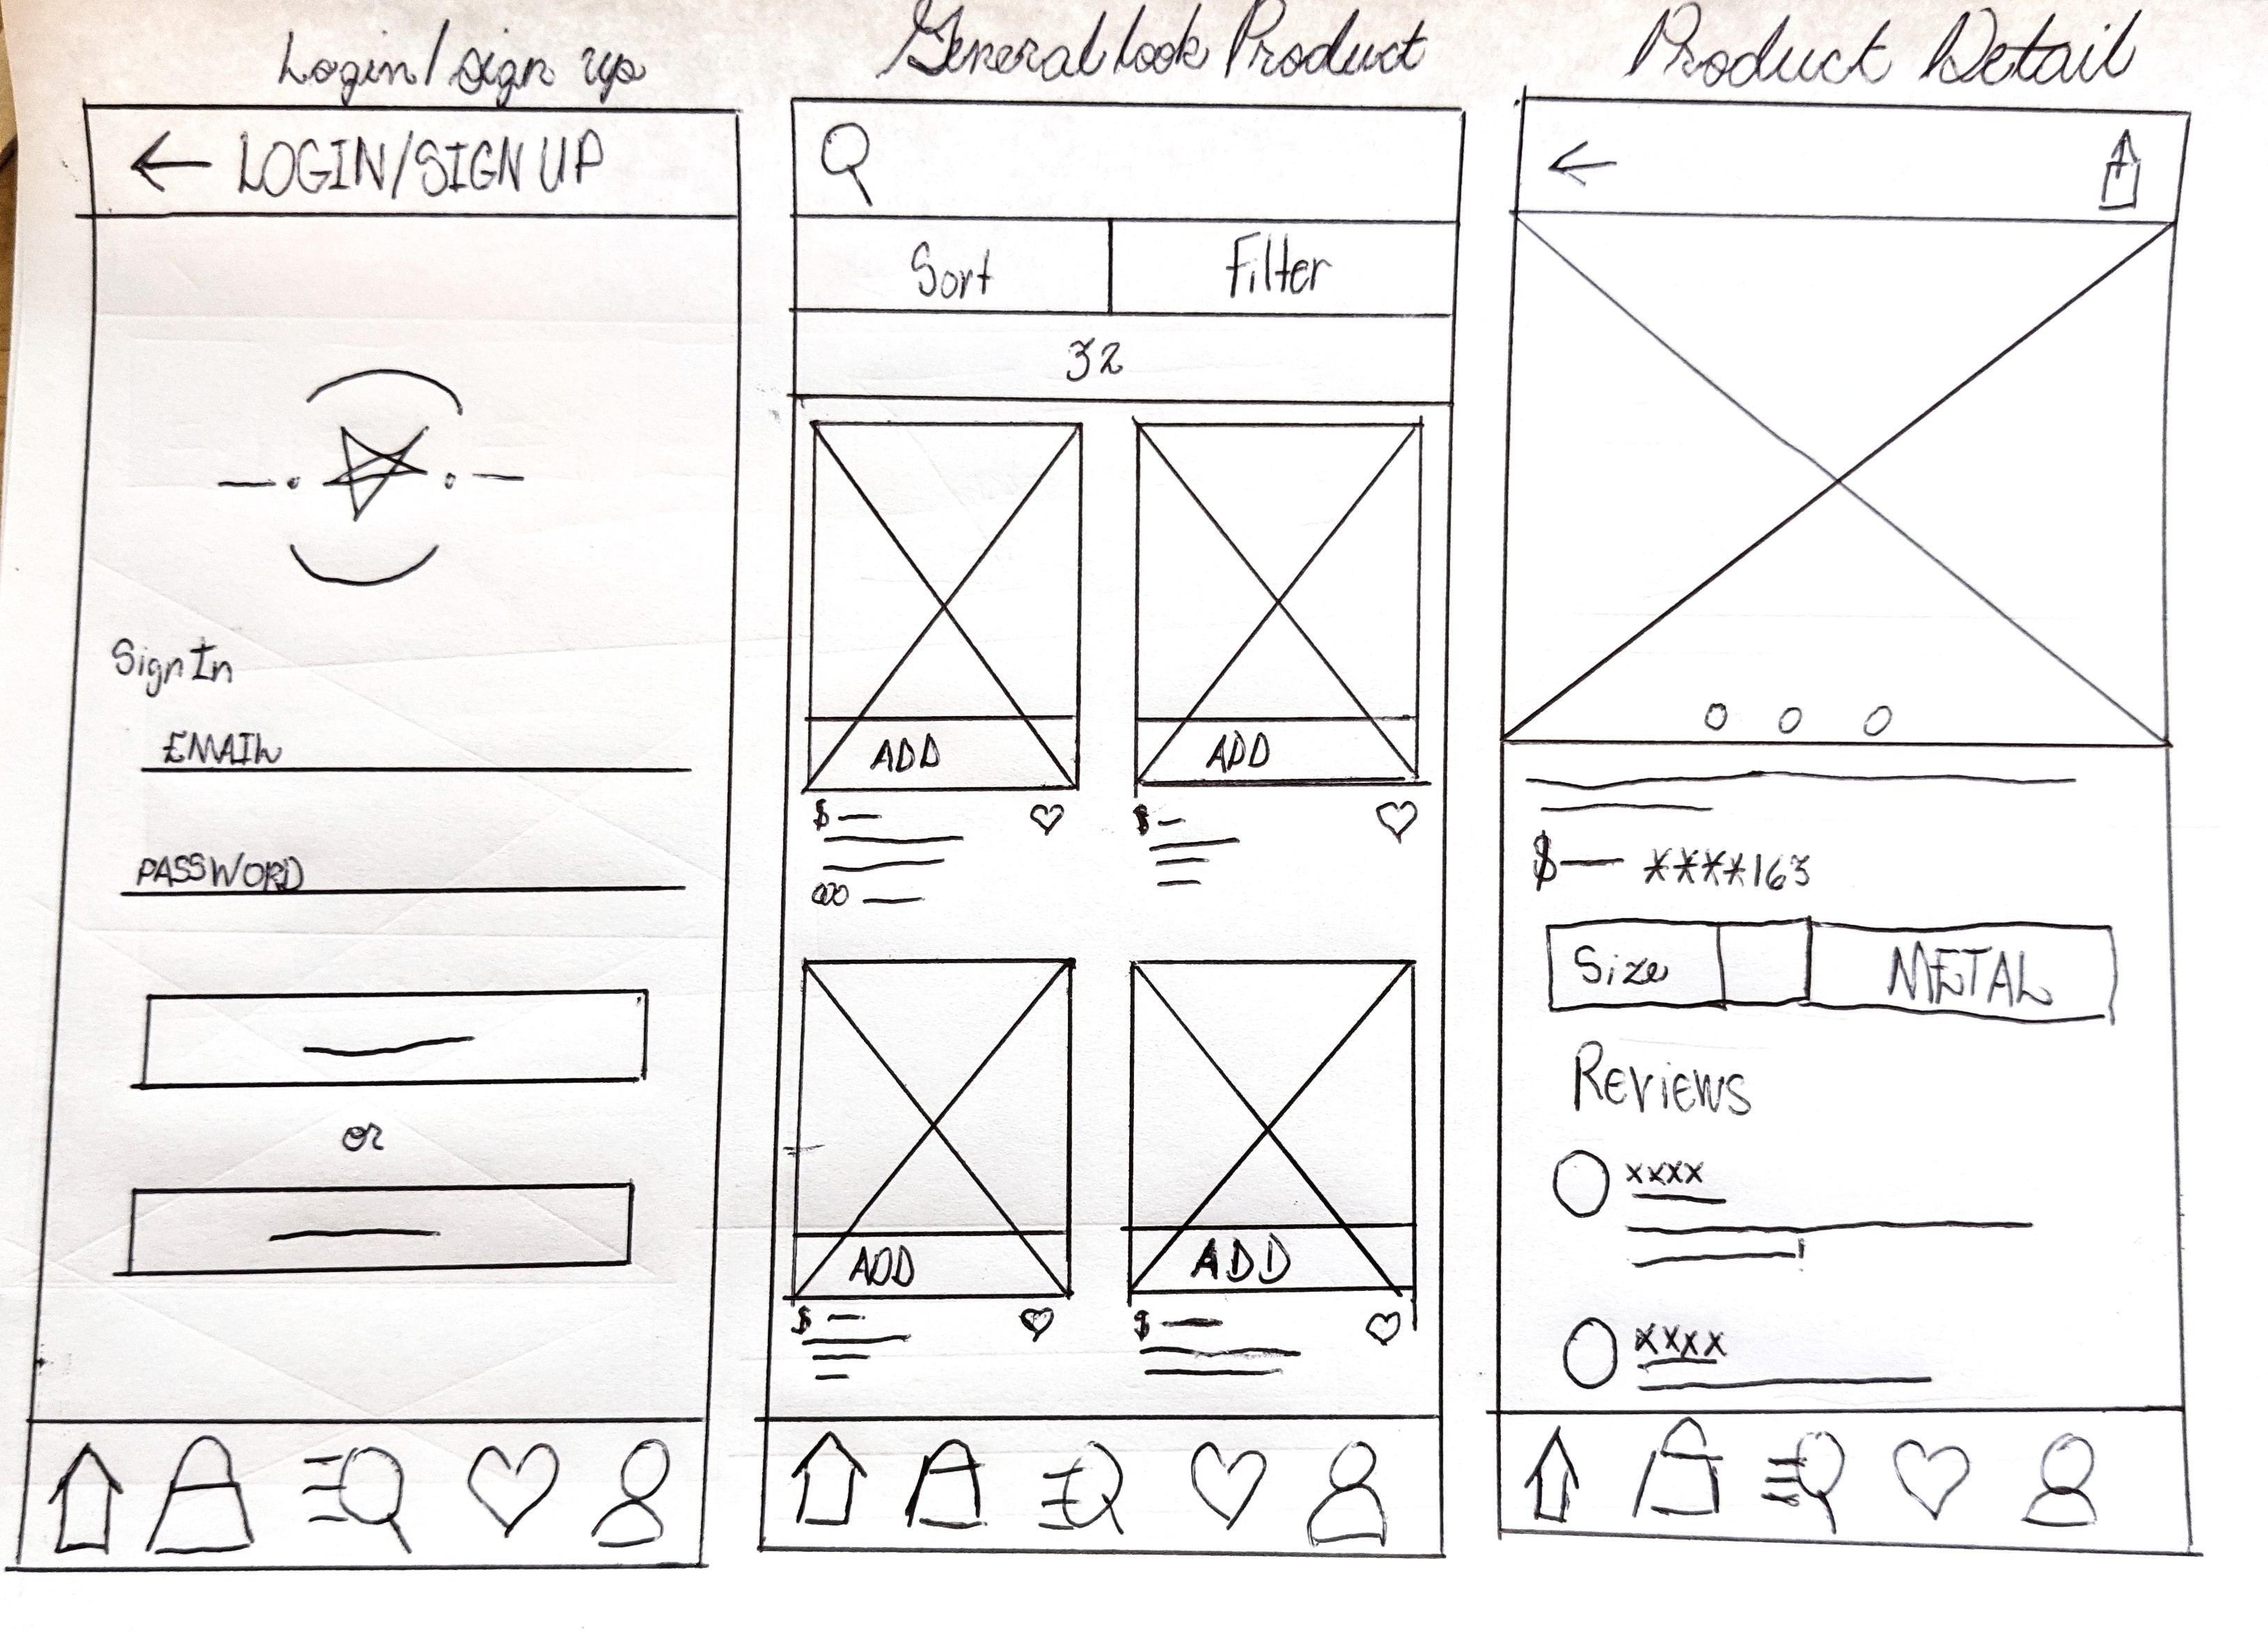 Login/sign up
LOGIN/SIGN UP
Sign In
EMAIL
PASSWORD
or
General look Product
Sort
Filter
32
ADD
ADD
$
$
ADD
ADD
$
$
Product Detail
$ ****163
Size
METAL
Reviews
xxxx
xxxx